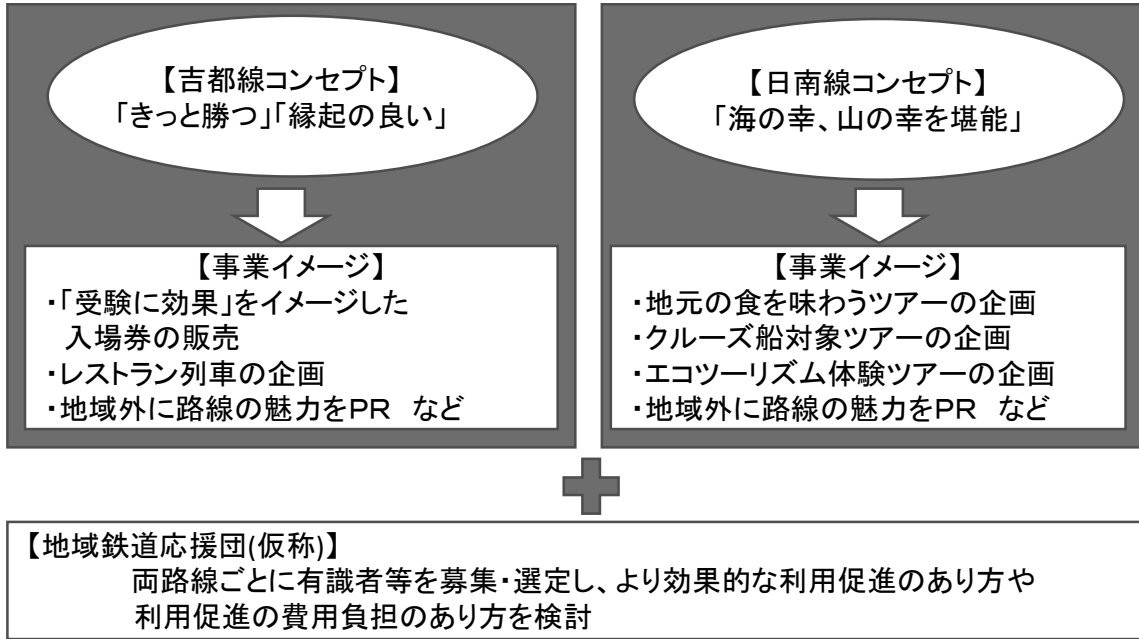 【吉都線コンセプト】
「きっと勝つ」「縁起の良い」
【事業イメージ】
・「受験に効果」をイメージした
入場券の販売
・レストラン列車の企画
・地域外に路線の魅力をPR など
【日南線コンセプト】
「海の幸、山の幸を堪能」
【事業イメージ】
・地元の食を味わうツアーの企画
・クルーズ船対象ツアーの企画
・エコツーリズム体験ツアーの企画
・地域外に路線の魅力をPR など
【地域鉄道応援団(仮称)】
両路線ごとに有識者等を募集・選定し、より効果的な利用促進のあり方や
利用促進の費用負担のあり方を検討